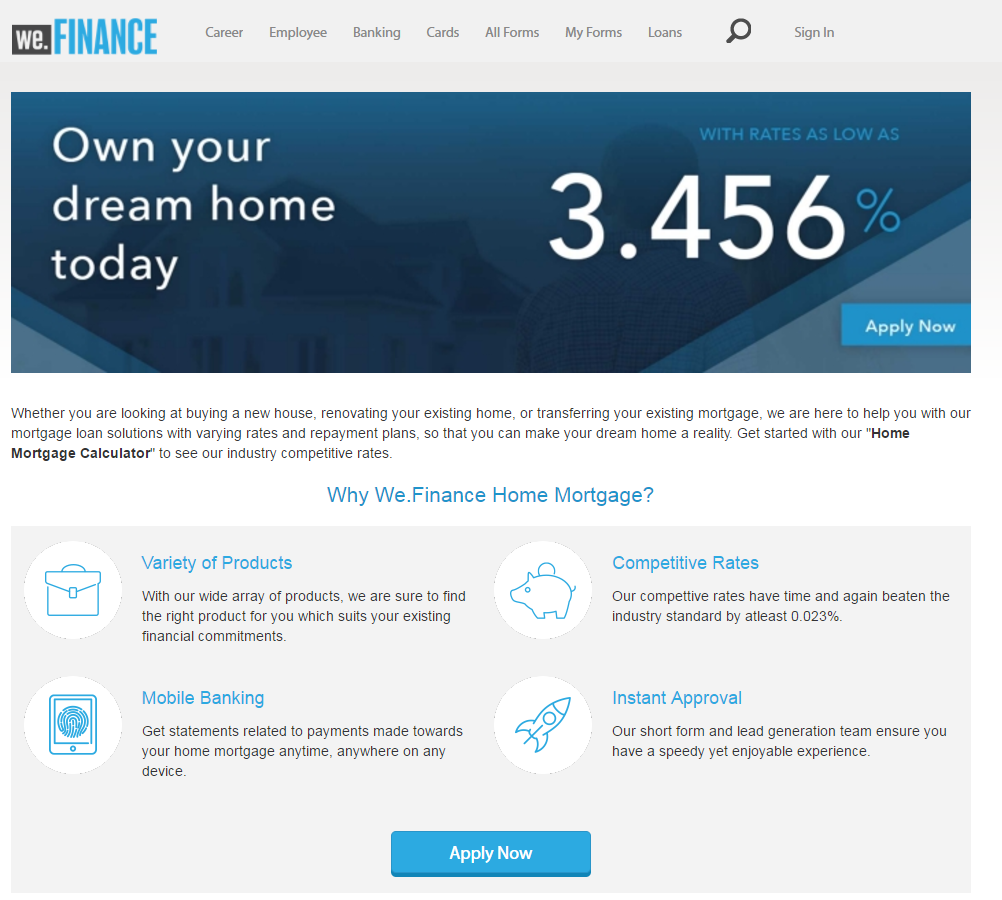 we.FINANCE
Career Employee Banking Cards All Forms My Forms Loans Sign In
Own your
dream home
today
WITH RATES AS LOW AS
3.456%
Apply Now
Whether you are looking at buying a new house, renovating your existing home, or transferring your existing mortgage, we are here to help you with our
mortgage loan solutions with varying rates and repayment plans, so that you can make your dream home a reality. Get started with our "Home
Mortgage Calculator" to see our industry competitive rates.
Why We.Finance Home Mortgage?
Variety of Products
With our wide array of products, we are sure to find
the right product for you which suits your existing
financial commitments.
Competitive Rates
Our compettive rates have time and again beaten the
industry standard by atleast 0.023%.
Mobile Banking
Get statements related to payments made towards
your home mortgage anytime, anywhere on any
device.
Instant Approval
Our short form and lead generation team ensure you
have a speedy yet enjoyable experience.
Apply Now